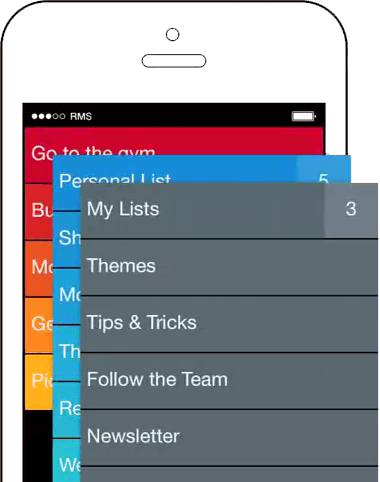 RMS
Go to the gym
Personal List 5
My Lists 3
Themes
Tips & Tricks
Follow the Team
Newsletter